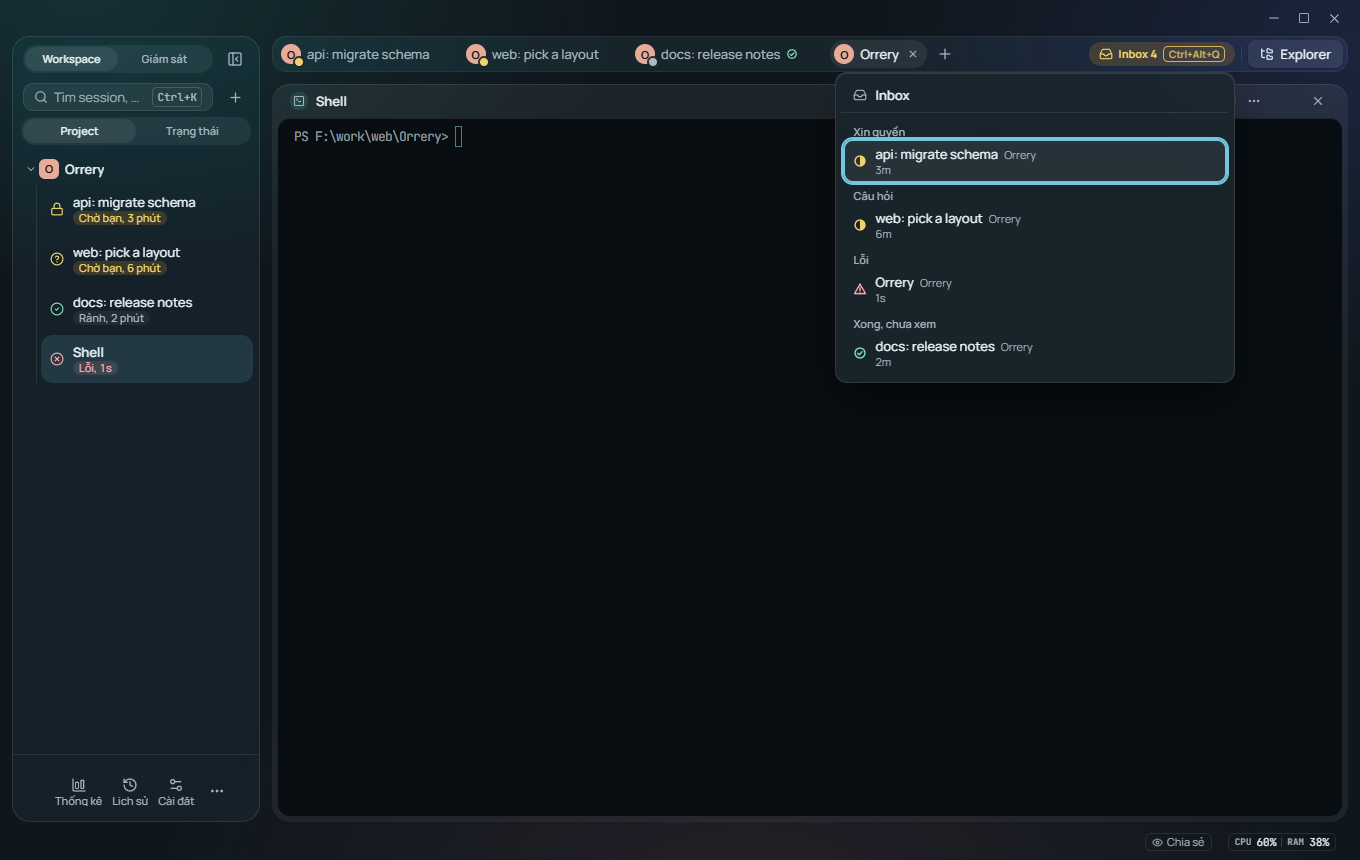 Workspace
Giám sát
Tìm session, ...
Ctrl+K
Project
Trạng thái
O Orrery
api: migrate schema
Chờ bạn, 3 phút
web: pick a layout
Chờ bạn, 6 phút
docs: release notes
Rảnh, 2 phút
Shell
Lỗi, 1s
Thống kê
Lịch sử
Cài đặt
O api: migrate schema
O web: pick a layout
O docs: release notes
O Orrery
Inbox 4 Ctrl+Alt+Q
Explorer
Shell
PS F:\work\web\Orrery>
Inbox
Xin quyền
api: migrate schema Orrery
3m
Câu hỏi
web: pick a layout Orrery
6m
Lỗi
Orrery Orrery
1s
Xong, chưa xem
docs: release notes Orrery
2m
Chia sẻ
CPU 60% RAM 38%